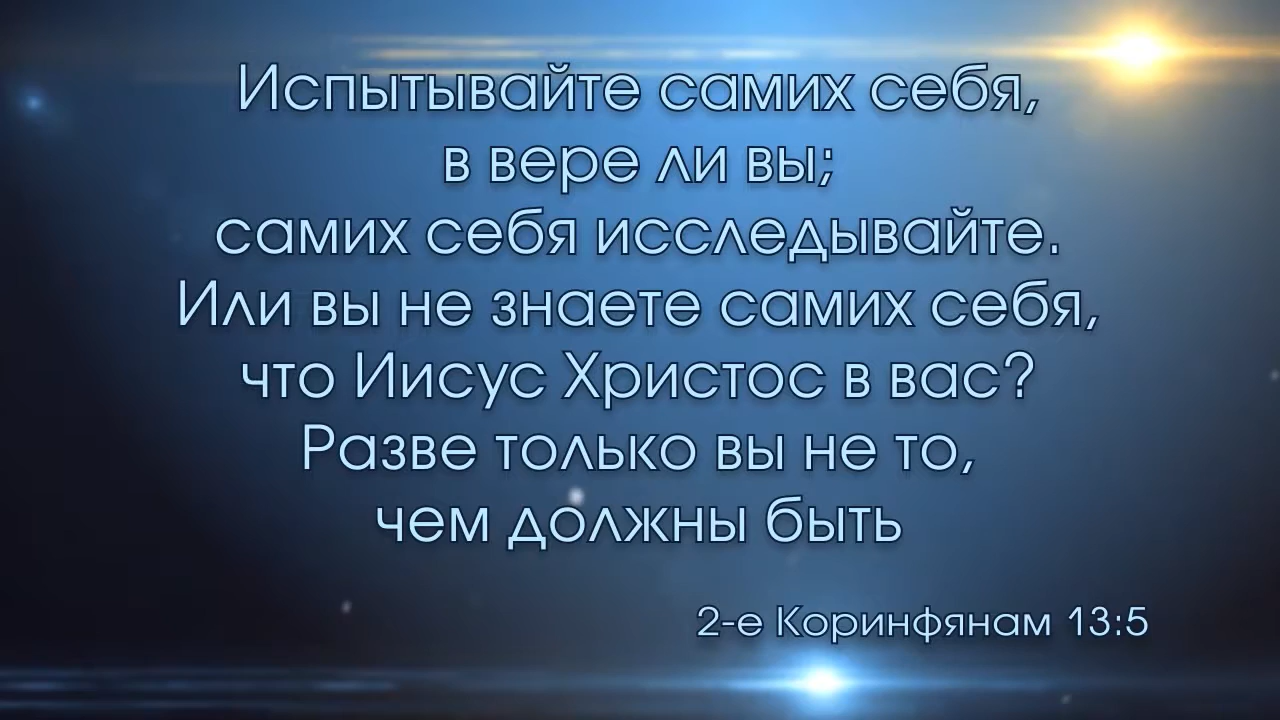 Испытывайте самих себя,
в вере ли вы;
самих себя исследывайте.
Или вы не знаете самих себя,
что Иисус Христос в вас?
Разве только вы не то,
чем должны быть
2-е Коринфянам 13:5